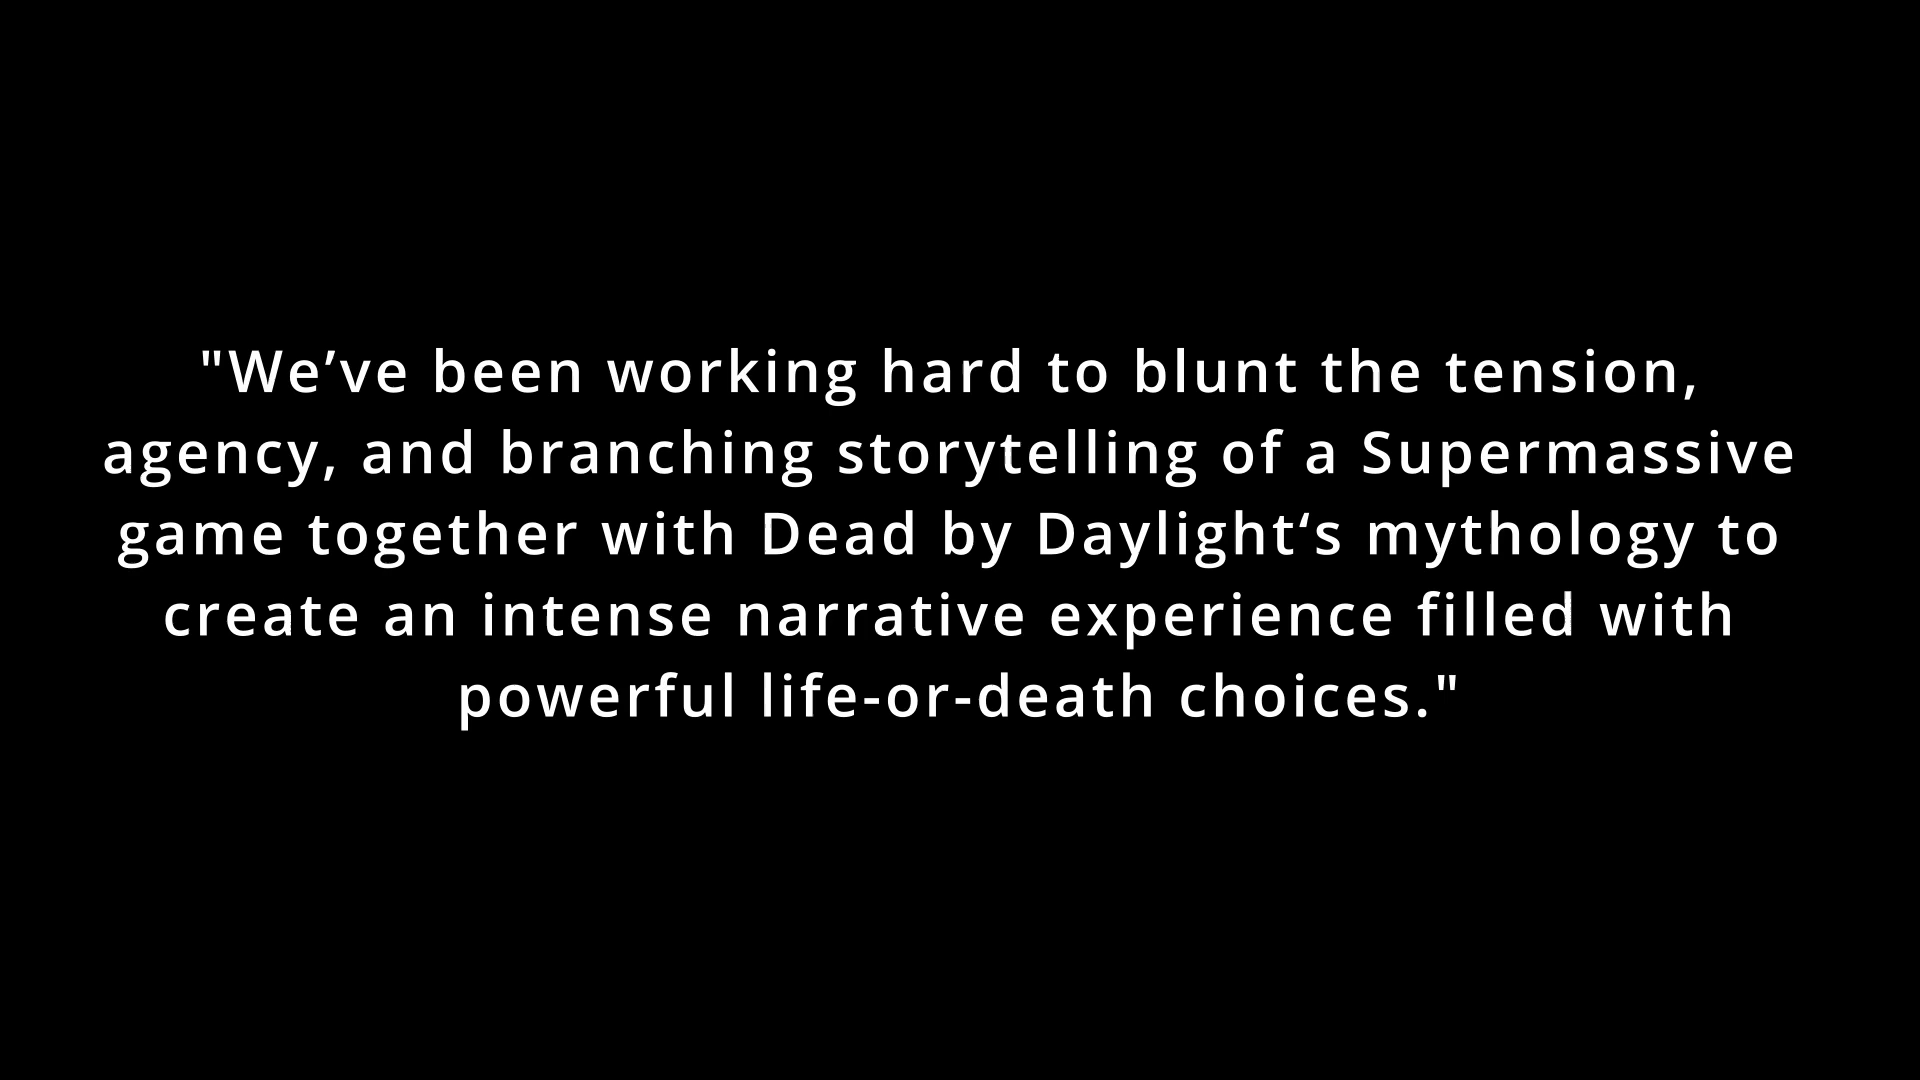 "We’ve been working hard to blunt the tension,
agency, and branching storytelling of a Supermassive
game together with Dead by Daylight‘s mythology to
create an intense narrative experience filled with
powerful life-or-death choices."